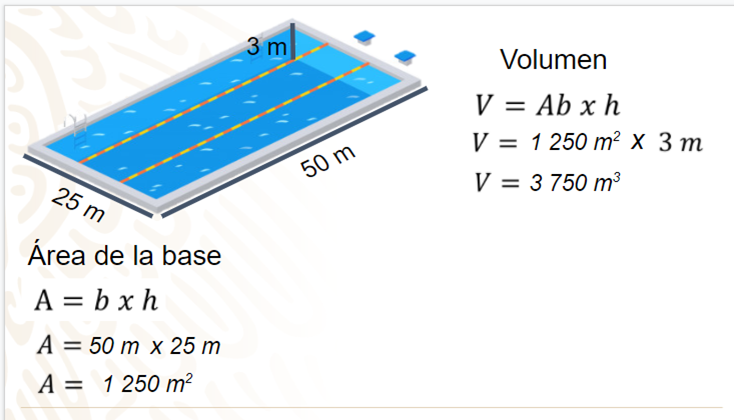 3 m
50 m
25 m
Área de la base
A = b x h
A = 50 m x 25 m
A = 1 250 m²
Volumen
V = Ab x h
V = 1 250 m² x 3 m
V = 3 750 m³